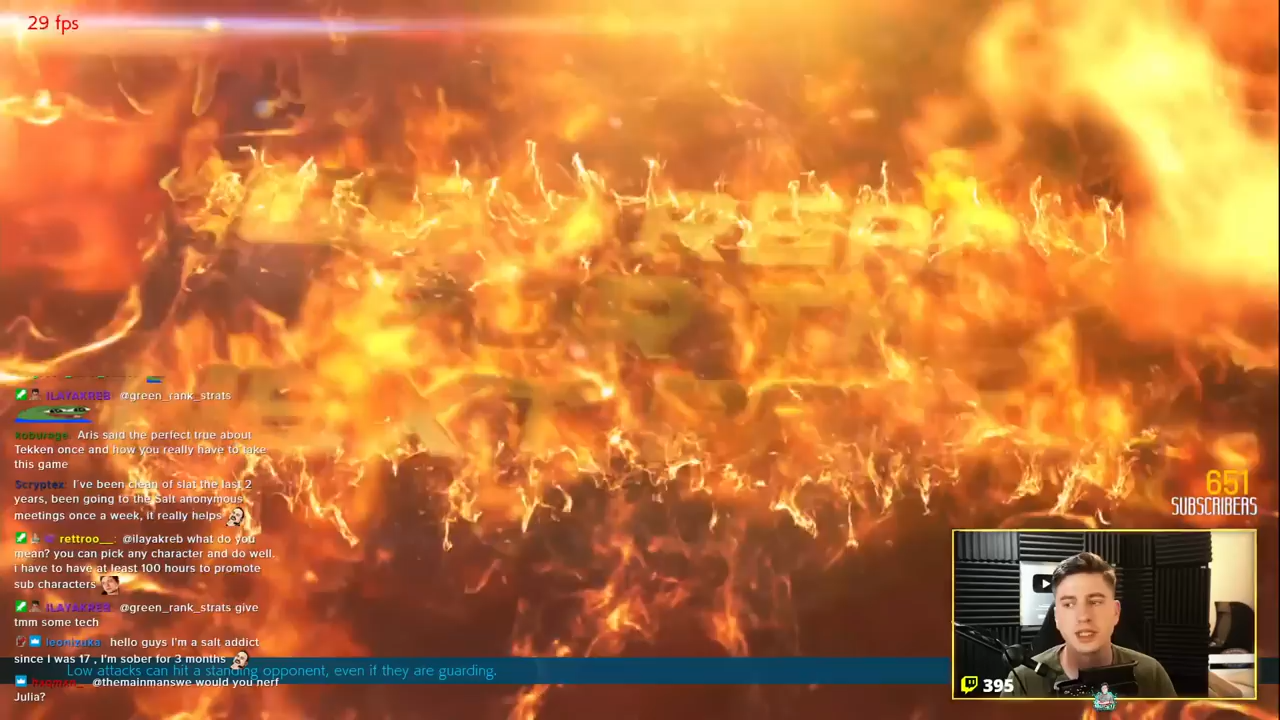 29 fps
ILAYAKREB @green_rank_strats
koburage: Aris said the perfect true about
Tekken once and how you really have to take
this game
Scryptex: I've been clean of slat the last 2
years, been going to the Salt anonymous
meetings once a week, it really helps
rettroo__: @ilayakreb what do you
mean? you can pick any character and do well.
i have to have at least 100 hours to promote
sub characters
ILAYAKREB @green_rank_strats give
tmm some tech
leonizuka: hello guys I'm a salt addict
since I was 17 , I'm sober for 3 months
Low attacks can hit a standing opponent, even if they are guarding.
@themainmanswe would you nerf
Julia?
651
SUBSCRIBERS
395